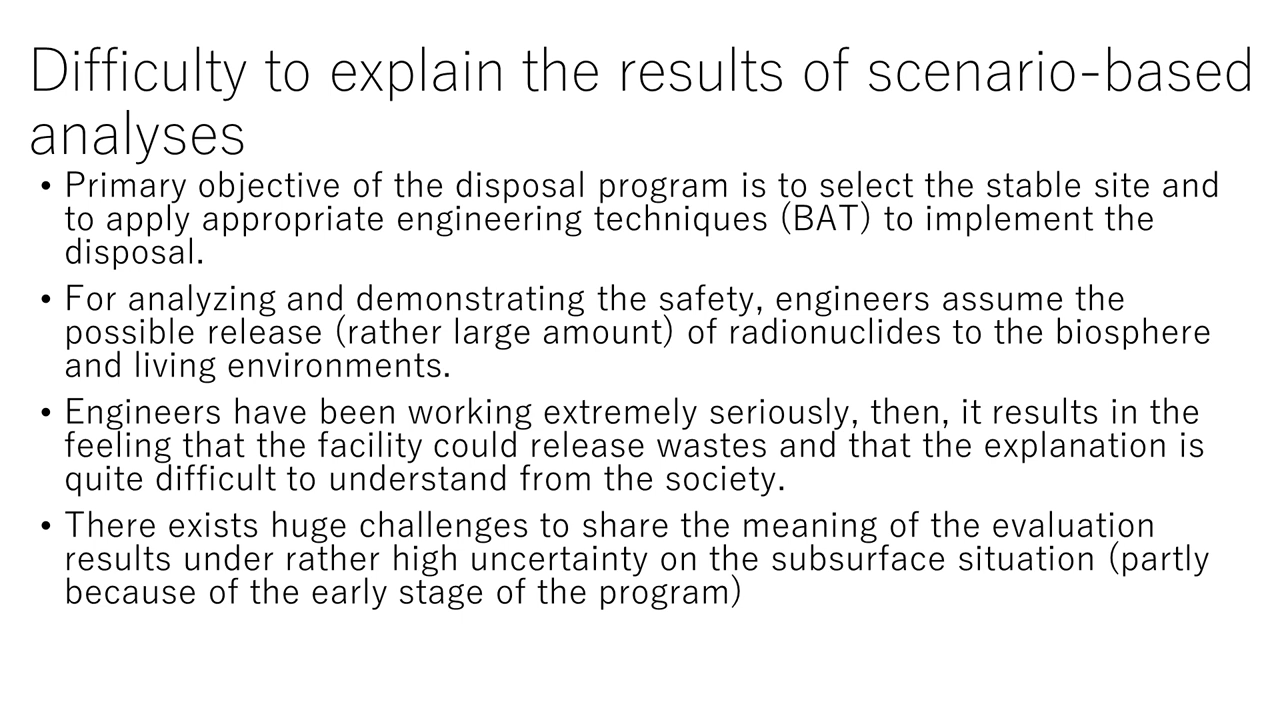 Difficulty to explain the results of scenario-based
analyses
• Primary objective of the disposal program is to select the stable site and
to apply appropriate engineering techniques (BAT) to implement the
disposal.
• For analyzing and demonstrating the safety, engineers assume the
possible release (rather large amount) of radionuclides to the biosphere
and living environments.
• Engineers have been working extremely seriously, then, it results in the
feeling that the facility could release wastes and that the explanation is
quite difficult to understand from the society.
• There exists huge challenges to share the meaning of the evaluation
results under rather high uncertainty on the subsurface situation (partly
because of the early stage of the program)